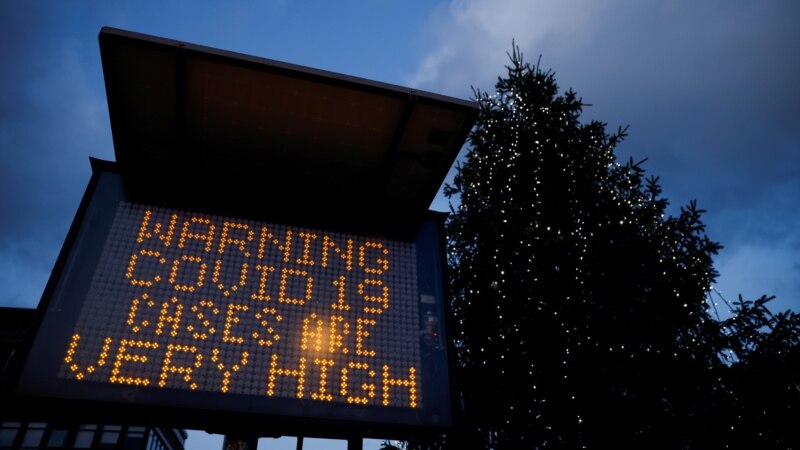 WARNING
COVID 19
CASES ARE
VERY HIGH